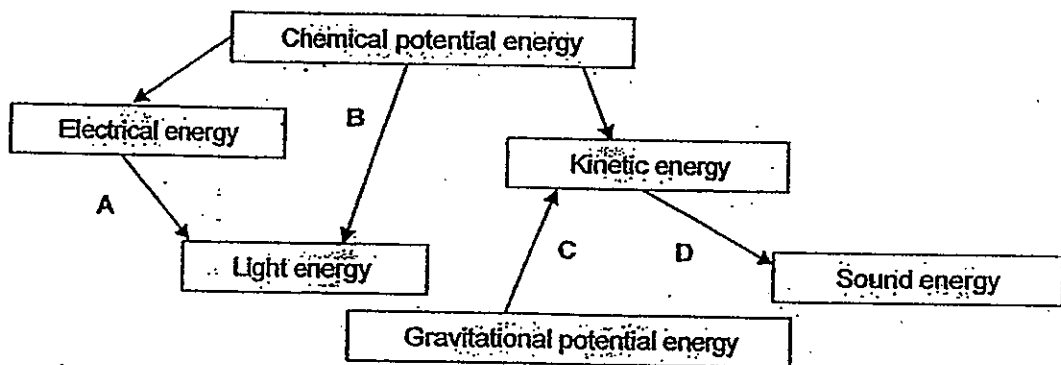 Chemical potential energy
B
Electrical energy
Kinetic energy
A
C
D
Light energy
Sound energy
Gravitational potential energy